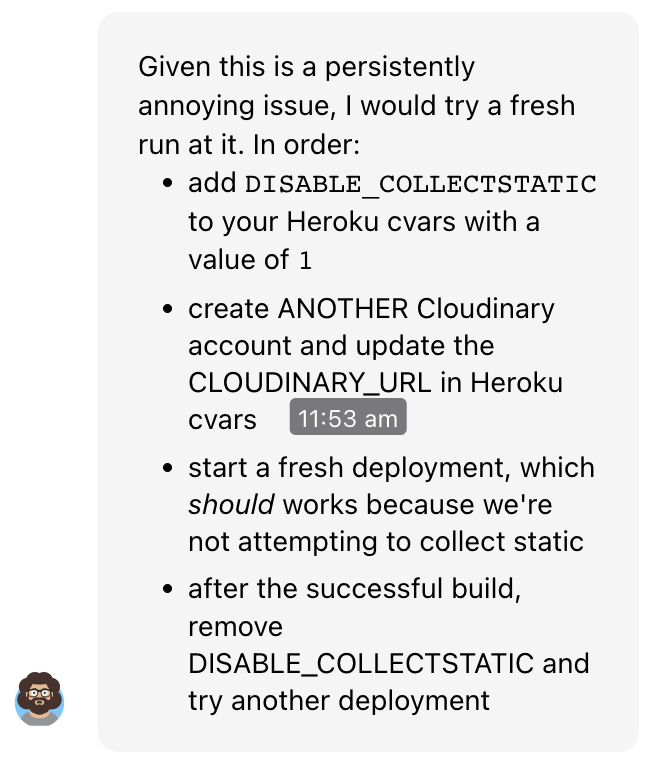 Given this is a persistently
annoying issue, I would try a fresh
run at it. In order:
• add DISABLE_COLLECTSTATIC
to your Heroku cvars with a
value of 1
• create ANOTHER Cloudinary
account and update the
CLOUDINARY_URL in Heroku
cvars 11:53 am
• start a fresh deployment, which
should works because we're
not attempting to collect static
• after the successful build,
remove
DISABLE_COLLECTSTATIC and
try another deployment